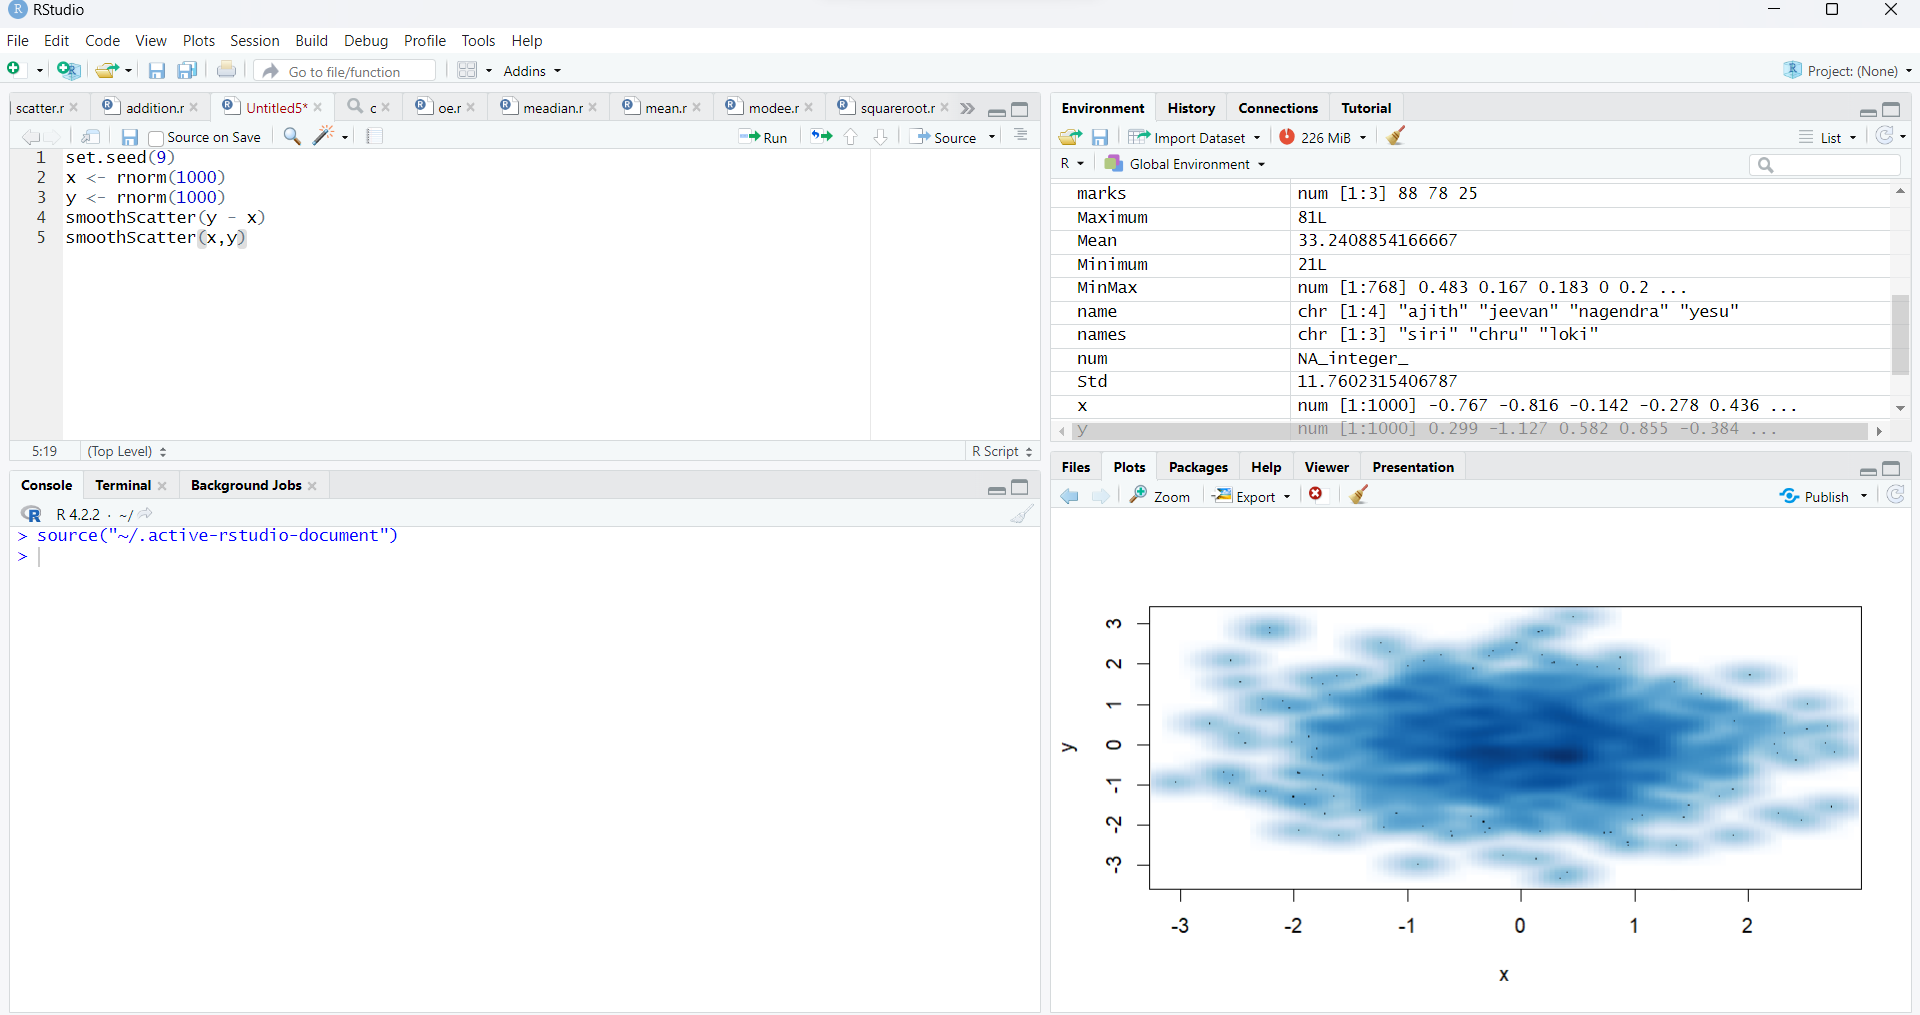 RStudio
File Edit Code View Plots Session Build Debug Profile Tools Help
Go to file/function Addins Project: (None)
scatter.r addition.r Untitled5* c oe.r meadian.r mean.r modee.r squareroot.r
Source on Save Run Source
1 set.seed(9)
2 x <- rnorm(1000)
3 y <- rnorm(1000)
4 smoothScatter(y - x)
5 smoothScatter(x,y)
5:19 (Top Level) R Script
Console Terminal Background Jobs
R 4.2.2 · ~/
> source("~/.active-rstudio-document")
>
Environment History Connections Tutorial
Import Dataset 226 MiB List
R Global Environment
marks num [1:3] 88 78 25
Maximum 81L
Mean 33.2408854166667
Minimum 21L
MinMax num [1:768] 0.483 0.167 0.183 0 0.2 ...
name chr [1:4] "ajith" "jeevan" "nagendra" "yesu"
names chr [1:3] "siri" "chru" "loki"
num NA_integer_
Std 11.7602315406787
x num [1:1000] -0.767 -0.816 -0.142 -0.278 0.436 ...
y num [1:1000] 0.299 -1.127 0.582 0.855 -0.384 ...
Files Plots Packages Help Viewer Presentation
Zoom Export Publish
3
2
1
0
-1
-2
-3
y
-3 -2 -1 0 1 2
x